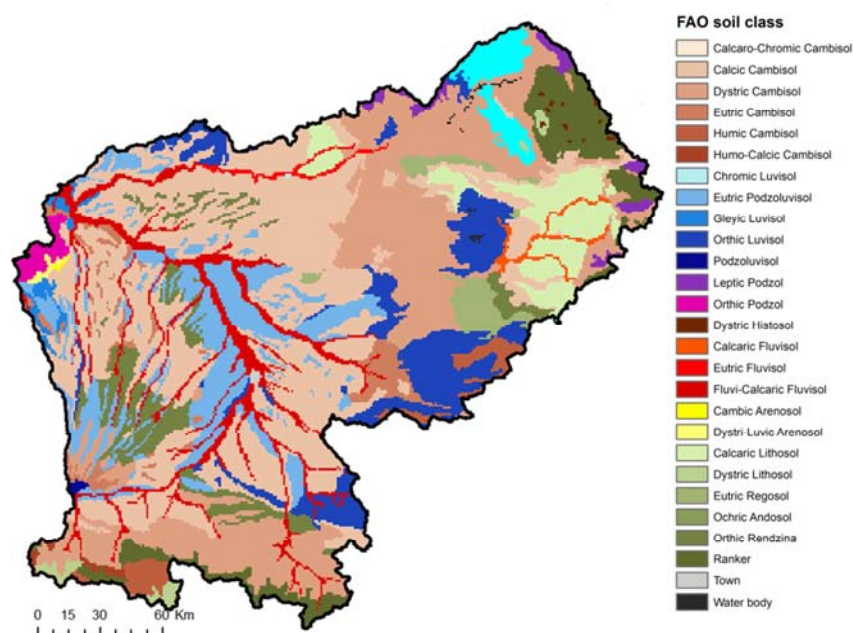 FAO soil class
Calcaro-Chromic Cambisol
Calcic Cambisol
Dystric Cambisol
Eutric Cambisol
Humic Cambisol
Humo-Calcic Cambisol
Chromic Luvisol
Eutric Podzoluvisol
Gleyic Luvisol
Orthic Luvisol
Podzoluvisol
Leptic Podzol
Orthic Podzol
Dystric Histosol
Calcaric Fluvisol
Eutric Fluvisol
Fluvi-Calcaric Fluvisol
Cambic Arenosol
Dystri-Luvic Arenosol
Calcaric Lithosol
Dystric Lithosol
Eutric Regosol
Ochric Andosol
Orthic Rendzina
Ranker
Town
Water body
0 15 30 60 Km